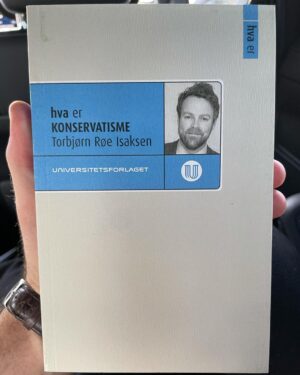 hva er
hva er
KONSERVATISME
Torbjørn Røe Isaksen
UNIVERSITETSFORLAGET
U